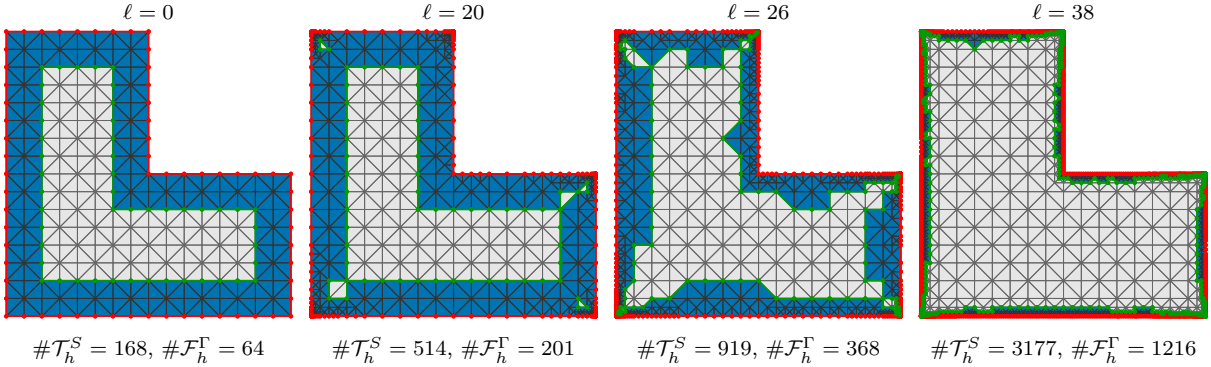 ℓ = 0 ℓ = 20 ℓ = 26 ℓ = 38
#𝒯_h^S = 168, #ℱ_h^Γ = 64 #𝒯_h^S = 514, #ℱ_h^Γ = 201 #𝒯_h^S = 919, #ℱ_h^Γ = 368 #𝒯_h^S = 3177, #ℱ_h^Γ = 1216